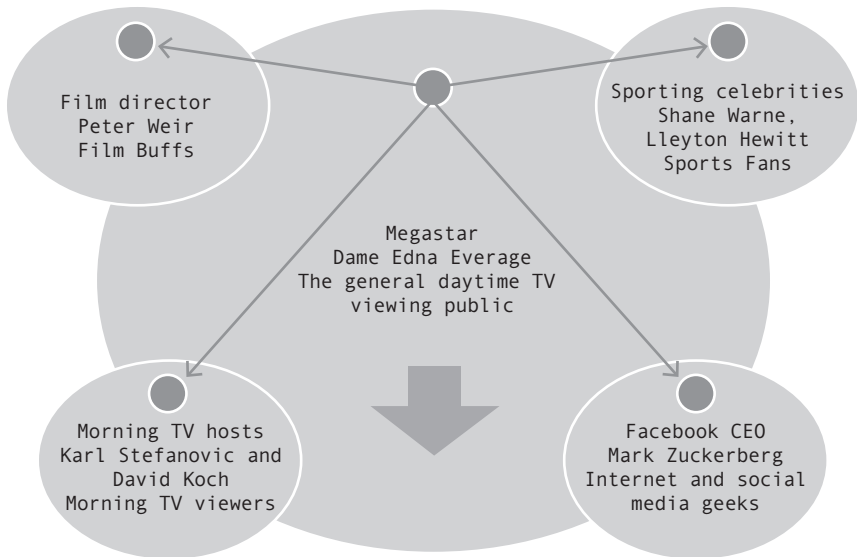 Film director
Peter Weir
Film Buffs
Sporting celebrities
Shane Warne,
Lleyton Hewitt
Sports Fans
Megastar
Dame Edna Everage
The general daytime TV
viewing public
Morning TV hosts
Karl Stefanovic and
David Koch
Morning TV viewers
Facebook CEO
Mark Zuckerberg
Internet and social
media geeks